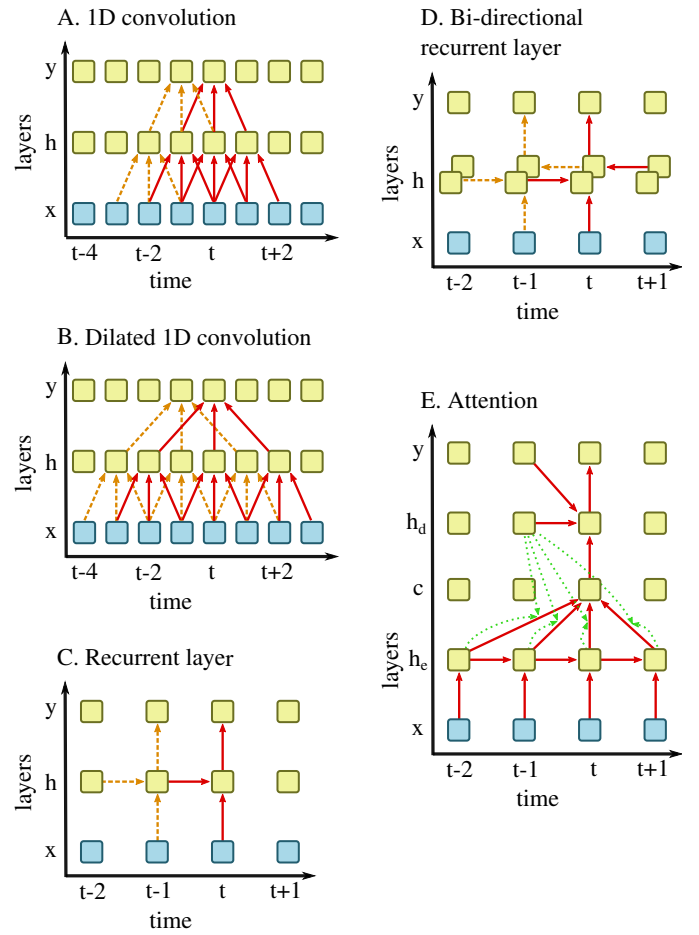 A. 1D convolution
y
h
x
layers
t-4 t-2 t t+2
time
B. Dilated 1D convolution
y
h
x
layers
t-4 t-2 t t+2
time
C. Recurrent layer
y
h
x
layers
t-2 t-1 t t+1
time
D. Bi-directional
recurrent layer
y
h
x
layers
t-2 t-1 t t+1
time
E. Attention
y
h_d
c
h_e
x
layers
t-2 t-1 t t+1
time